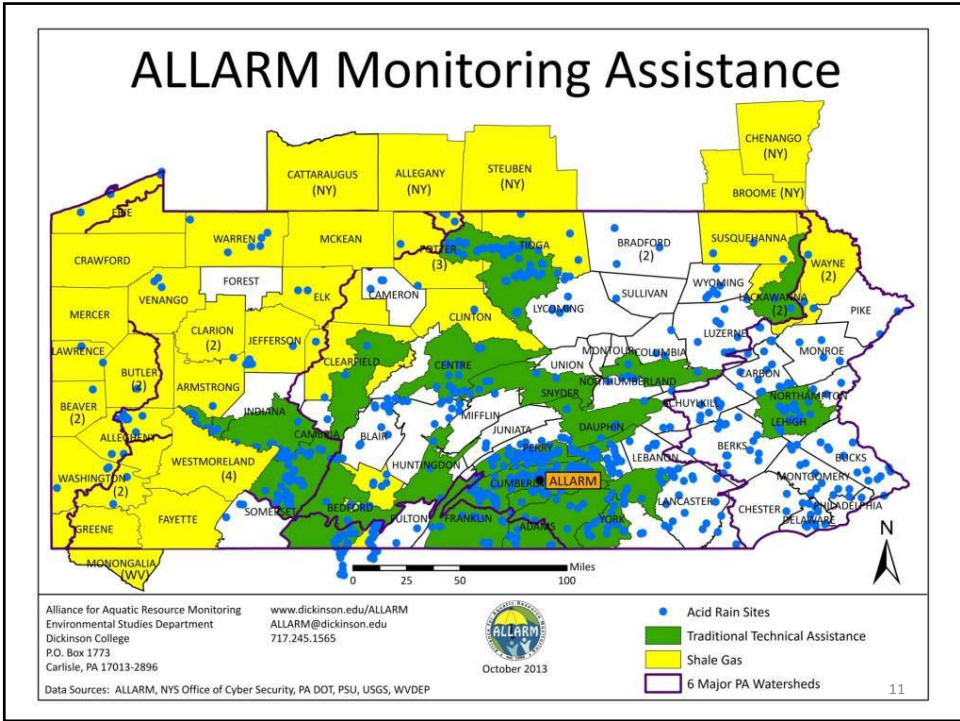 ALLARM Monitoring Assistance
CHENANGO
(NY)
CATTARAUGUS
(NY)
ALLEGANY
(NY)
STEUBEN
(NY)
BROOME (NY)
ERIE
WARREN
MCKEAN
POTTER
(3)
TIOGA
BRADFORD
(2)
SUSQUEHANNA
WAYNE
(2)
CRAWFORD
FOREST
ELK
CAMERON
SULLIVAN
WYOMING
LACKAWANNA
(2)
VENANGO
MERCER
CLINTON
LYCOMING
PIKE
CLARION
(2)
JEFFERSON
LUZERNE
LAWRENCE
BUTLER
(2)
CLEARFIELD
CENTRE
UNION
MONTOUR
COLUMBIA
MONROE
CARBON
ARMSTRONG
SNYDER
NORTHUMBERLAND
NORTHAMPTON
BEAVER
(2)
INDIANA
MIFFLIN
SCHUYLKILL
LEHIGH
ALLEGHENY
CAMBRIA
BLAIR
JUNIATA
DAUPHIN
PERRY
LEBANON
BERKS
BUCKS
WESTMORELAND
(4)
HUNTINGDON
WASHINGTON
(2)
CUMBERL
ALLARM
MONTGOMERY
SOMERSET
BEDFORD
FULTON
FRANKLIN
ADAMS
YORK
LANCASTER
CHESTER
PHILADELPHIA
DELAWARE
GREENE
FAYETTE
MONONGALIA
(WV)
N
Miles
0 25 50 100
Alliance for Aquatic Resource Monitoring
Environmental Studies Department
Dickinson College
P.O. Box 1773
Carlisle, PA 17013-2896
www.dickinson.edu/ALLARM
ALLARM@dickinson.edu
717.245.1565
ALLARM
October 2013
Acid Rain Sites
Traditional Technical Assistance
Shale Gas
6 Major PA Watersheds
Data Sources: ALLARM, NYS Office of Cyber Security, PA DOT, PSU, USGS, WVDEP
11